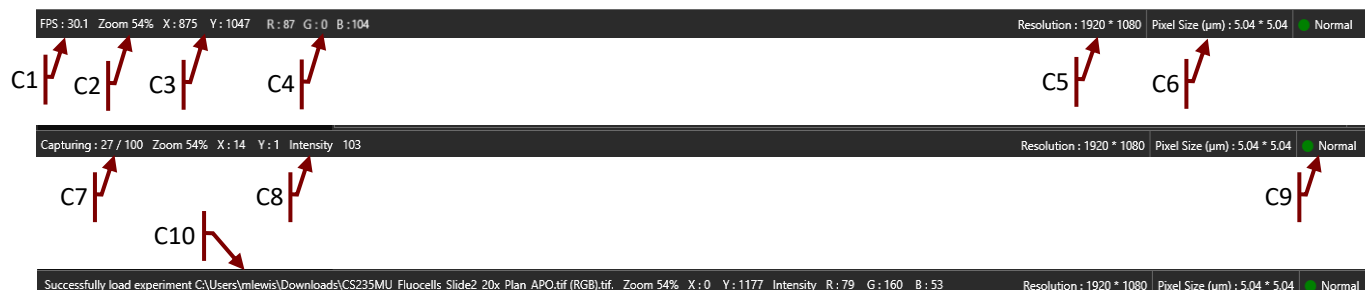 FPS : 30.1 Zoom 54% X : 875 Y : 1047 R : 87 G : 0 B : 104 Resolution : 1920 * 1080 Pixel Size (µm) : 5.04 * 5.04 Normal
C1 C2 C3 C4 C5 C6
Capturing : 27 / 100 Zoom 54% X : 14 Y : 1 Intensity 103 Resolution : 1920 * 1080 Pixel Size (µm) : 5.04 * 5.04 Normal
C7 C8 C9
C10
Successfully load experiment C:\Users\mlewis\Downloads\CS235MU_Fluocells_Slide2_20x_Plan_APO.tif (RGB).tif. Zoom 54% X : 0 Y : 1177 Intensity R : 79 G : 160 B : 53 Resolution : 1920 * 1080 Pixel Size (µm) : 5.04 * 5.04 Normal